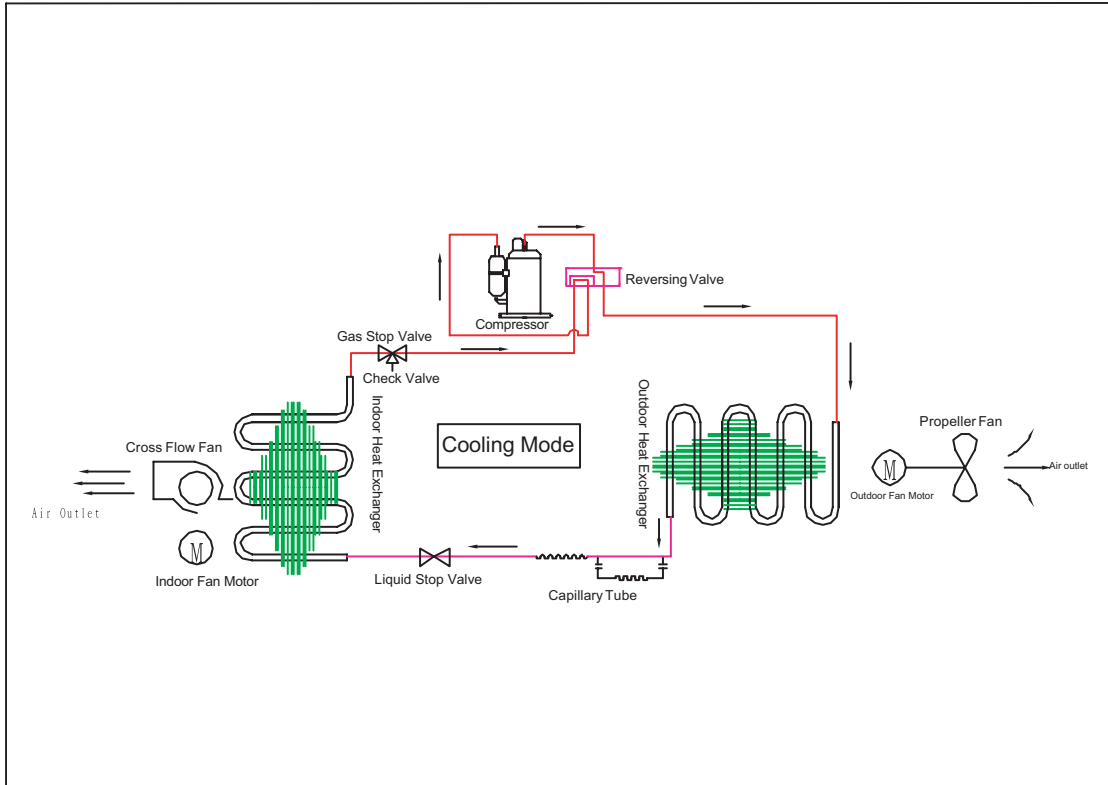 Reversing Valve
Compressor
Gas Stop Valve
Check Valve
Indoor Heat Exchanger
Outdoor Heat Exchanger
Cooling Mode
Cross Flow Fan
Propeller Fan
Air outlet
M
Outdoor Fan Motor
Air Outlet
M
Indoor Fan Motor
Liquid Stop Valve
Capillary Tube